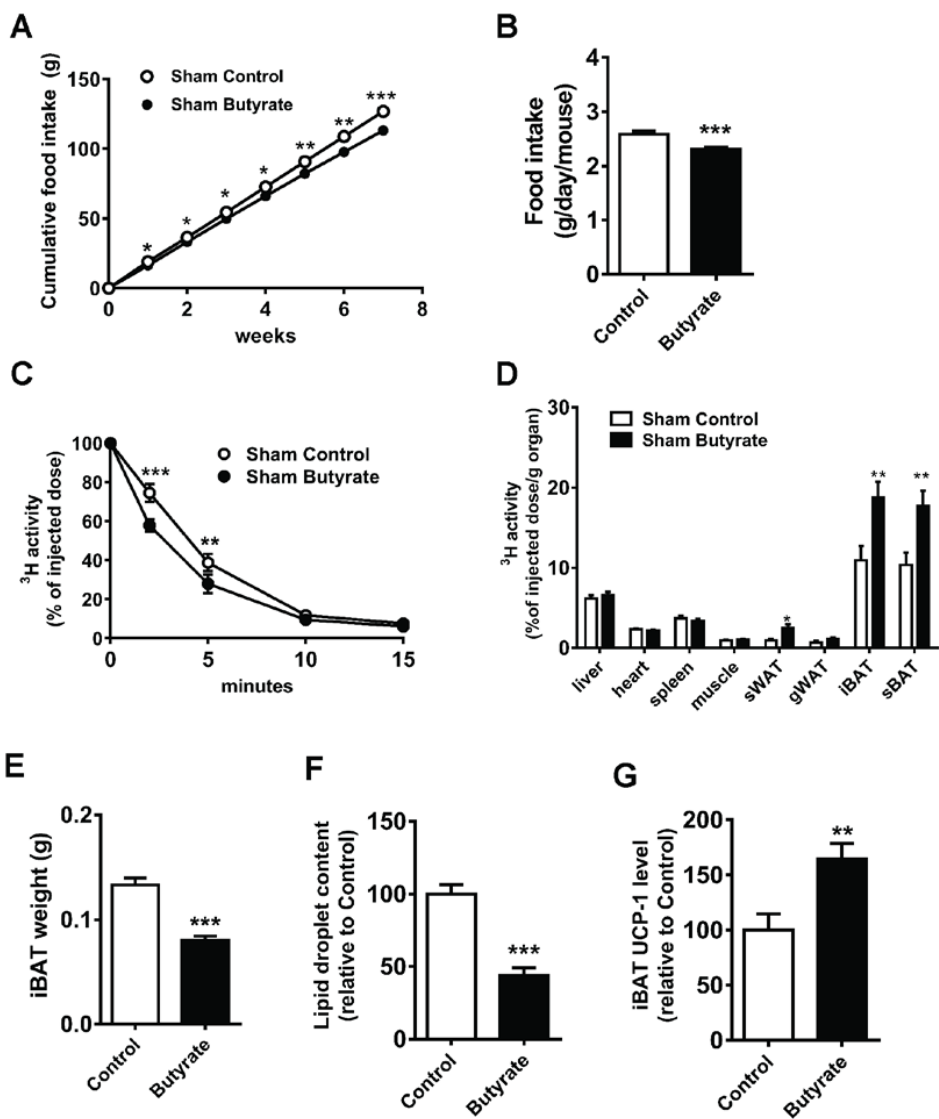 A
Cumulative food intake (g)
150
100
50
0
Sham Control
Sham Butyrate
* * * * ** ** ***
0 2 4 6 8
weeks
B
Food intake
(g/day/mouse)
4
3
2
1
0
***
Control
Butyrate
C
³H activity
(% of injected dose)
100
80
60
40
20
0
Sham Control
Sham Butyrate
***
**
0 5 10 15
minutes
D
³H activity
(%of injected dose/g organ)
30
20
10
0
Sham Control
Sham Butyrate
* ** **
liver
heart
spleen
muscle
sWAT
gWAT
iBAT
sBAT
E
iBAT weight (g)
0.2
0.1
0.0
***
Control
Butyrate
F
Lipid droplet content
(relative to Control)
150
100
50
0
***
Control
Butyrate
G
iBAT UCP-1 level
(relative to Control)
200
150
100
50
0
**
Control
Butyrate